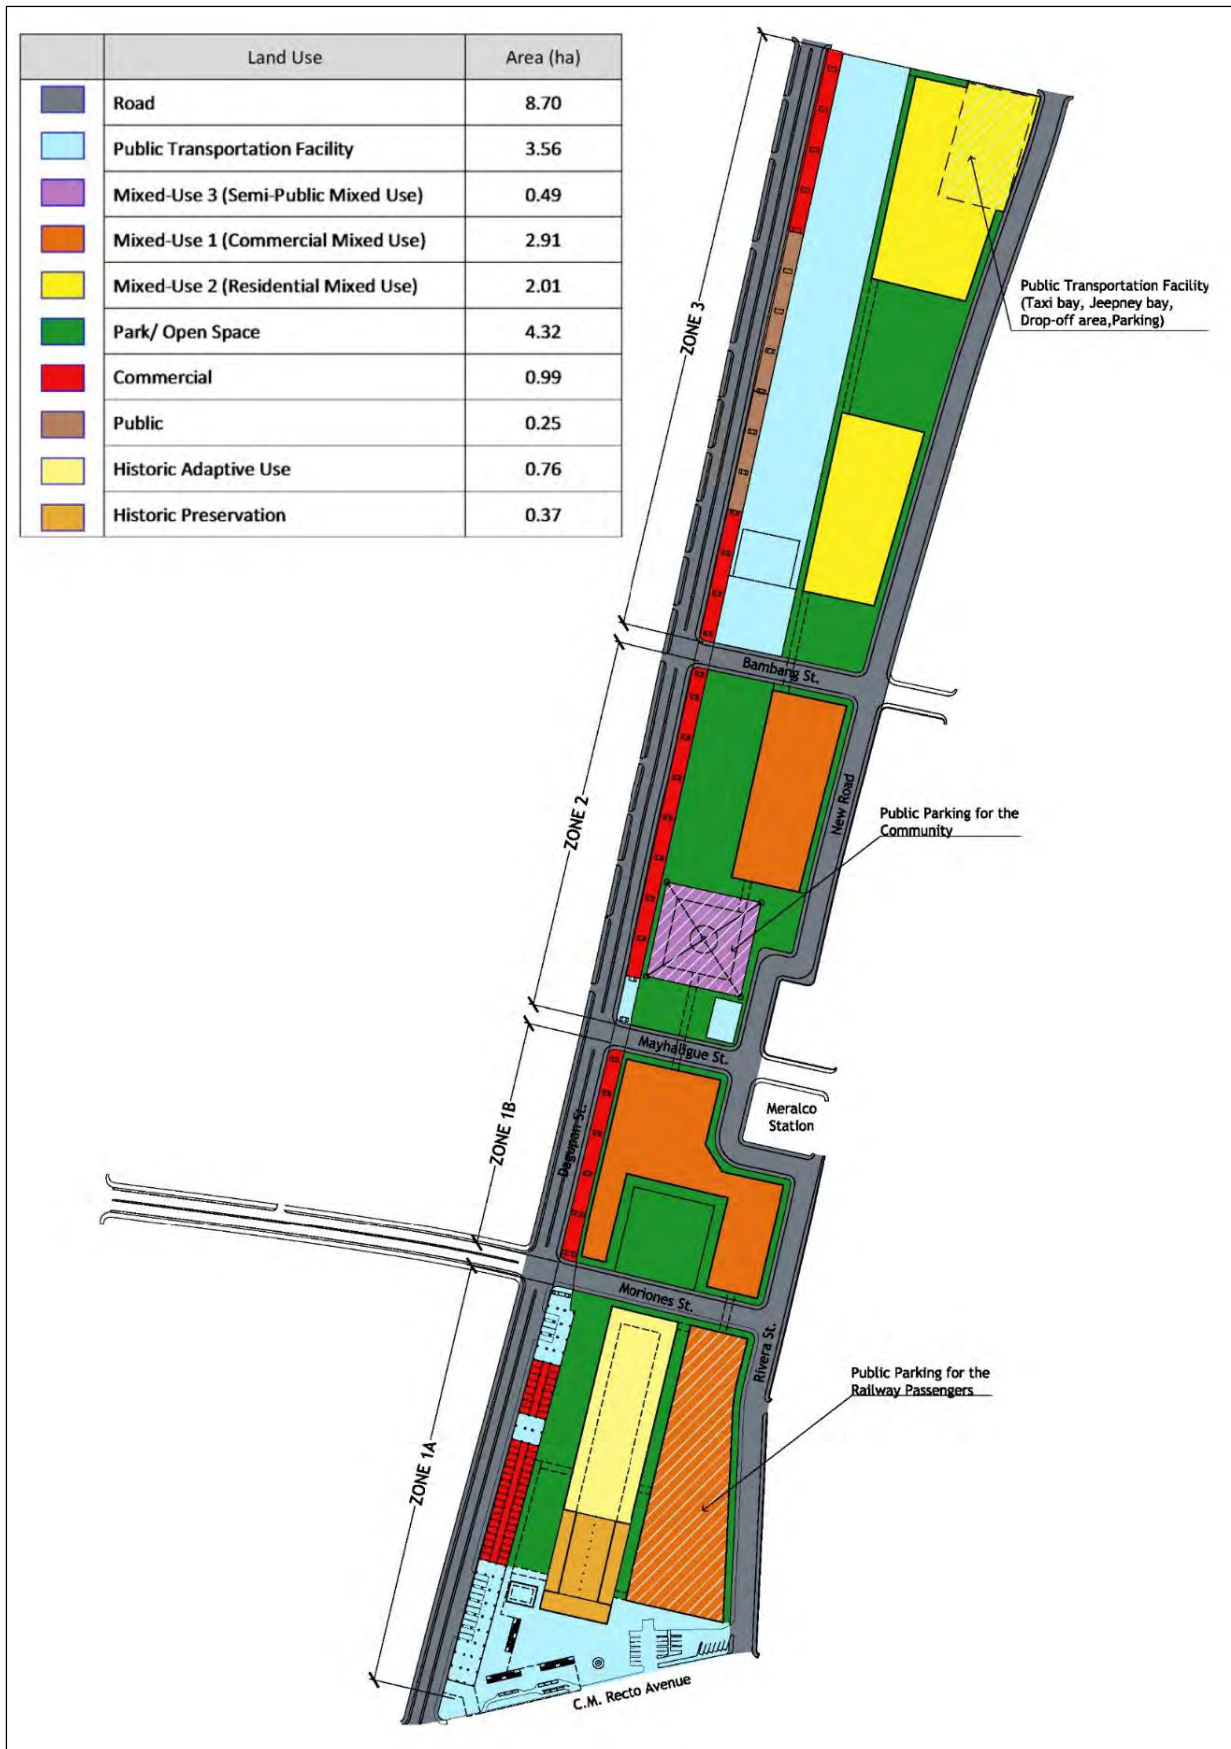 Land Use Area (ha)
Road 8.70
Public Transportation Facility 3.56
Mixed-Use 3 (Semi-Public Mixed Use) 0.49
Mixed-Use 1 (Commercial Mixed Use) 2.91
Mixed-Use 2 (Residential Mixed Use) 2.01
Park/ Open Space 4.32
Commercial 0.99
Public 0.25
Historic Adaptive Use 0.76
Historic Preservation 0.37
ZONE 3
Public Transportation Facility
(Taxi bay, Jeepney bay,
Drop-off area,Parking)
Bambang St.
ZONE 2
New Road
Public Parking for the
Community
Mayhaligue St.
ZONE 1B
Dagupan St.
Meralco
Station
Moriones St.
Rivera St.
Public Parking for the
Railway Passengers
ZONE 1A
C.M. Recto Avenue